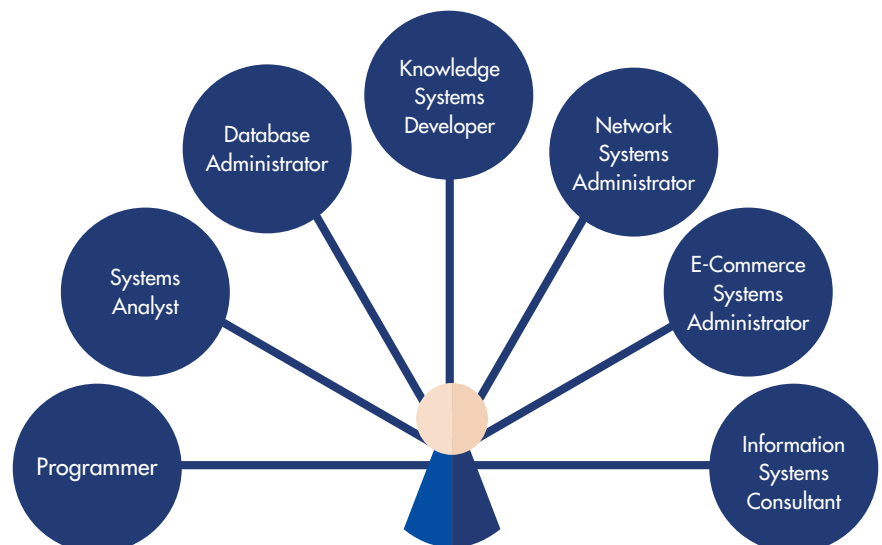 Programmer
Systems
Analyst
Database
Administrator
Knowledge
Systems
Developer
Network
Systems
Administrator
E-Commerce
Systems
Administrator
Information
Systems
Consultant